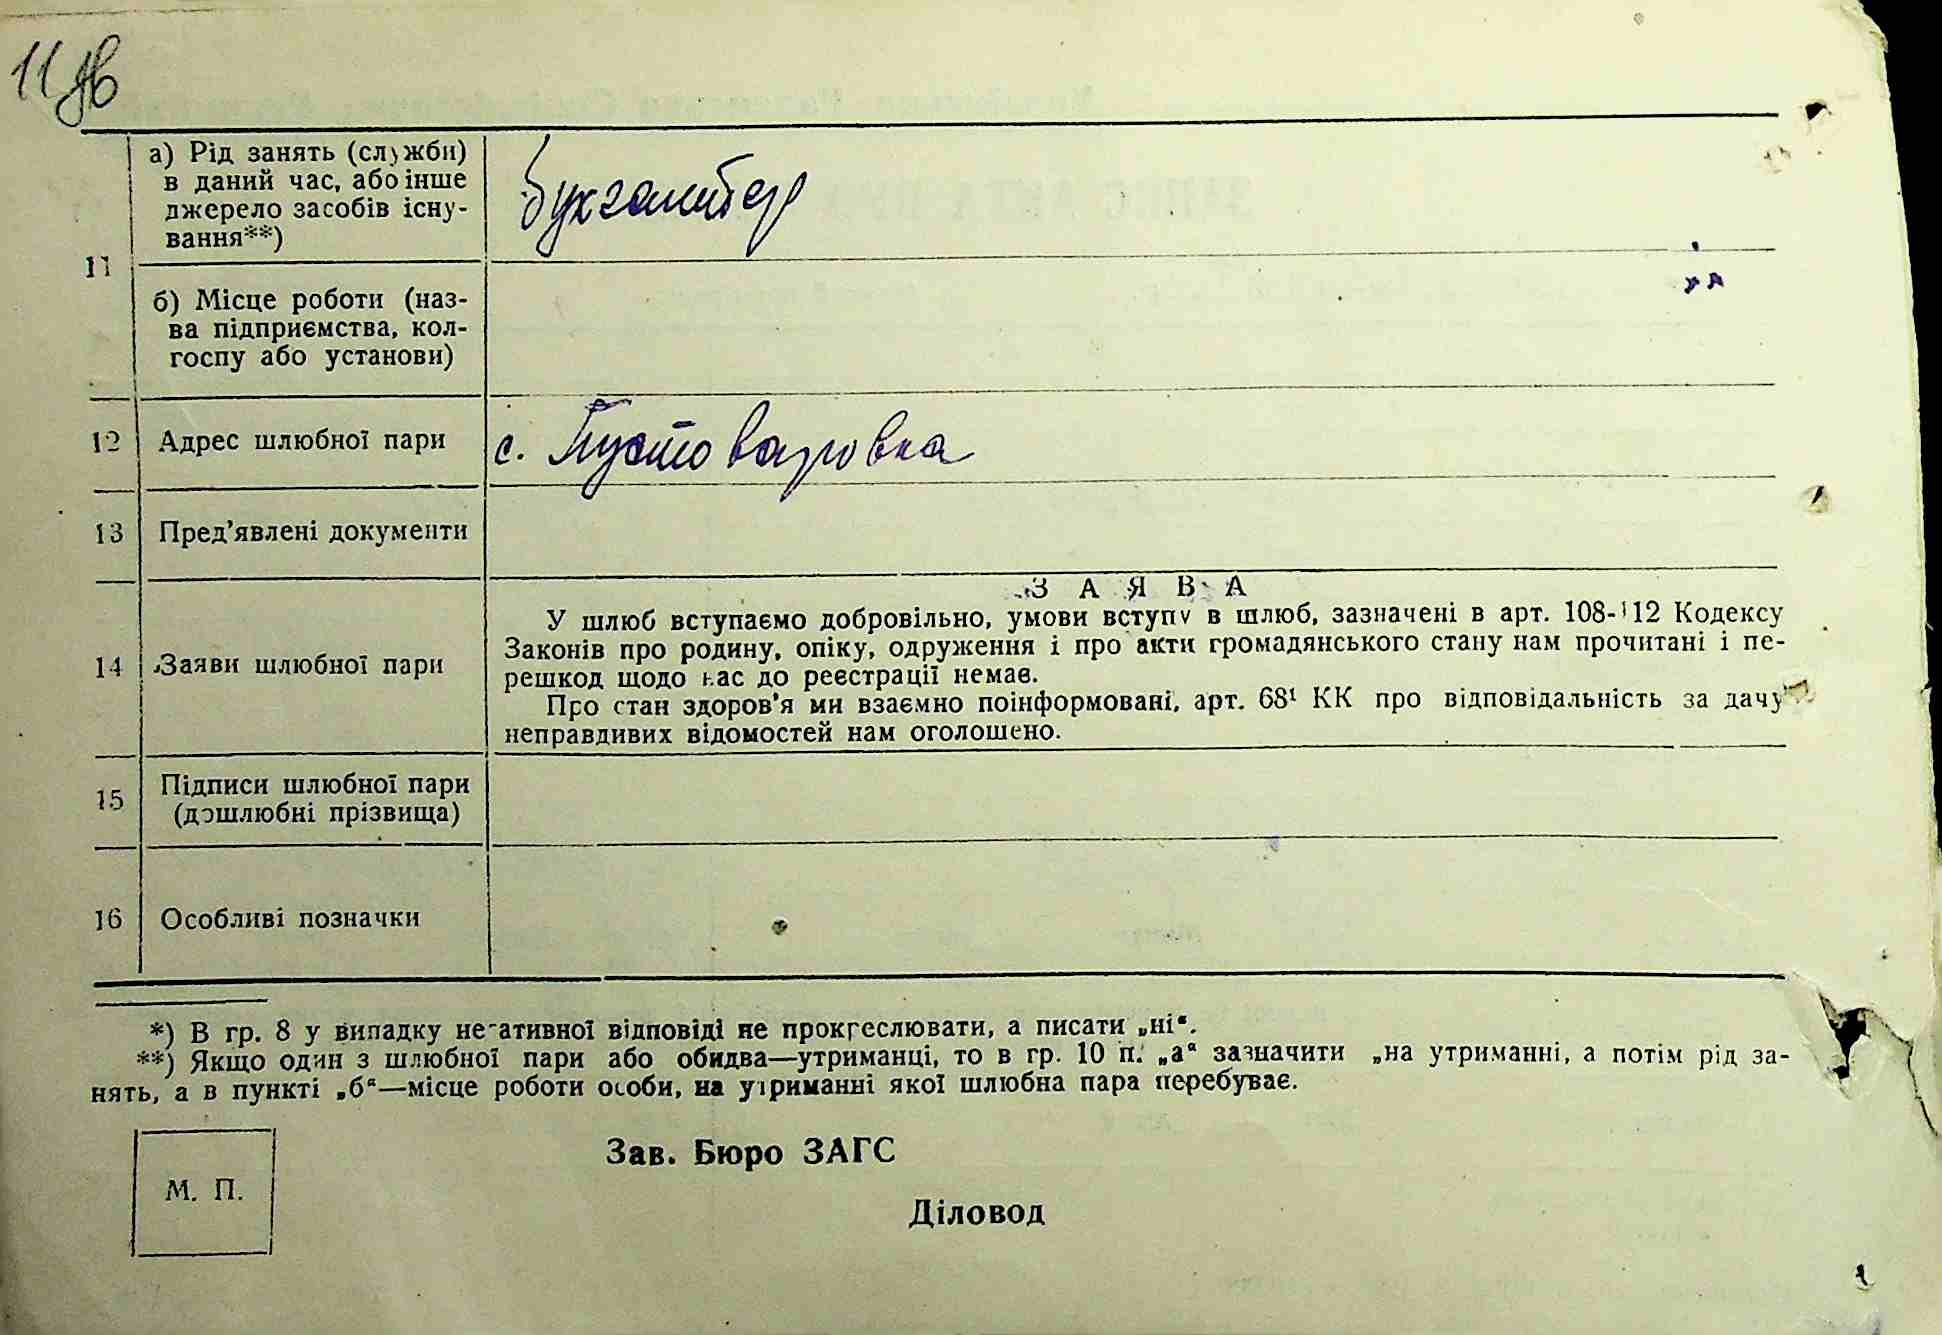 11 зв
11
а) Рід занять (служби)
в даний час, або інше
джерело засобів існу-
вання**)
Бухгалтер
б) Місце роботи (наз-
ва підприємства, кол-
госпу або установи)
12 Адрес шлюбної пари с. Пустоваровка
13 Пред’явлені документи
14 Заяви шлюбної пари
ЗАЯВА
У шлюб вступаємо добровільно, умови вступу в шлюб, зазначені в арт. 108-112 Кодексу
Законів про родину, опіку, одруження і про акти громадянського стану нам прочитані і пе-
решкод щодо нас до реєстрації немає.
Про стан здоров’я ми взаємно поінформовані, арт. 68¹ КК про відповідальність за дачу
неправдивих відомостей нам оголошено.
15 Підписи шлюбної пари
(дошлюбні прізвища)
16 Особливі позначки
*) В гр. 8 у випадку негативної відповіді не прокреслювати, а писати „ні“.
**) Якщо один з шлюбної пари або обидва—утриманці, то в гр. 10 п. „а“ зазначити „на утриманні, а потім рід за-
нять, а в пункті „б“—місце роботи особи, на утриманні якої шлюбна пара перебуває.
М. П.
Зав. Бюро ЗАГС
Діловод